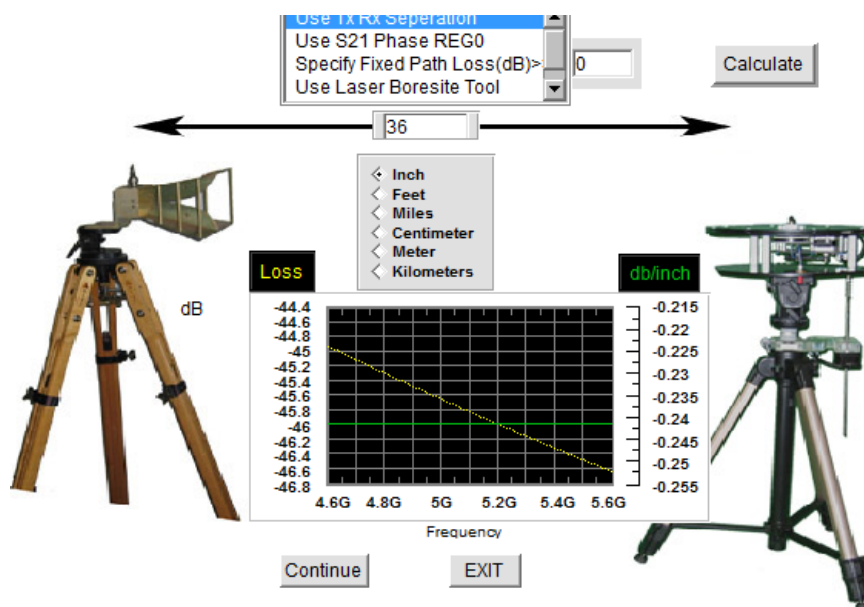 Use Tx Rx Seperation
Use S21 Phase REG0
Specify Fixed Path Loss(dB)>
Use Laser Boresite Tool
0
Calculate
36
Inch
Feet
Miles
Centimeter
Meter
Kilometers
Loss
db/inch
dB
-44.4
-44.6
-44.8
-45
-45.2
-45.4
-45.6
-45.8
-46
-46.2
-46.4
-46.6
-46.8
-0.215
-0.22
-0.225
-0.23
-0.235
-0.24
-0.245
-0.25
-0.255
4.6G 4.8G 5G 5.2G 5.4G 5.6G
Frequency
Continue
EXIT